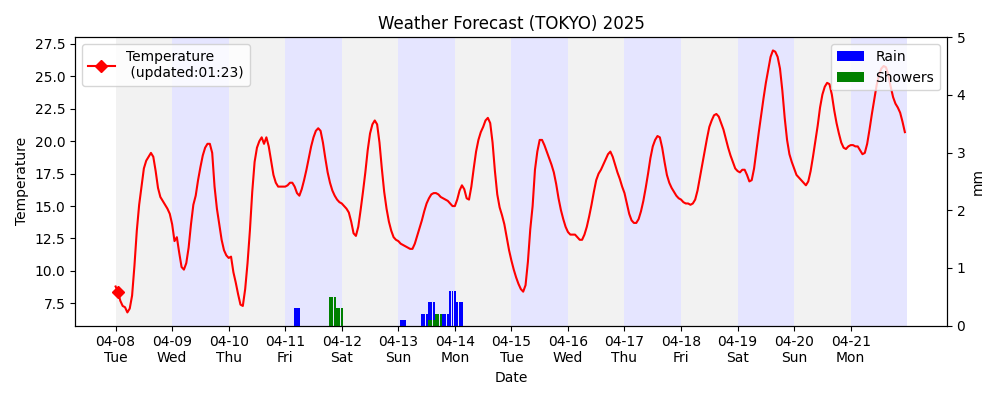 Weather Forecast (TOKYO) 2025
Temperature
(updated:01:23)
Rain
Showers
27.5
25.0
22.5
20.0
17.5
15.0
12.5
10.0
7.5
Temperature
5
4
3
2
1
0
mm
04-08 04-09 04-10 04-11 04-12 04-13 04-14 04-15 04-16 04-17 04-18 04-19 04-20 04-21
Tue Wed Thu Fri Sat Sun Mon Tue Wed Thu Fri Sat Sun Mon
Date